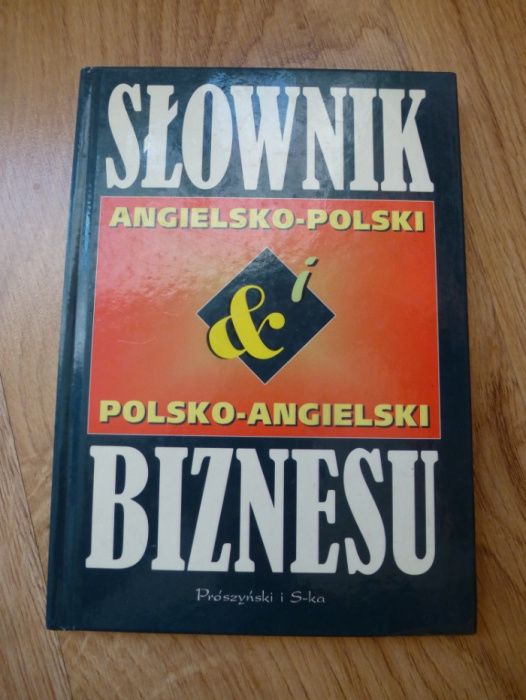 SŁOWNIK
ANGIELSKO-POLSKI
& i
POLSKO-ANGIELSKI
BIZNESU
Prószyński i S-ka